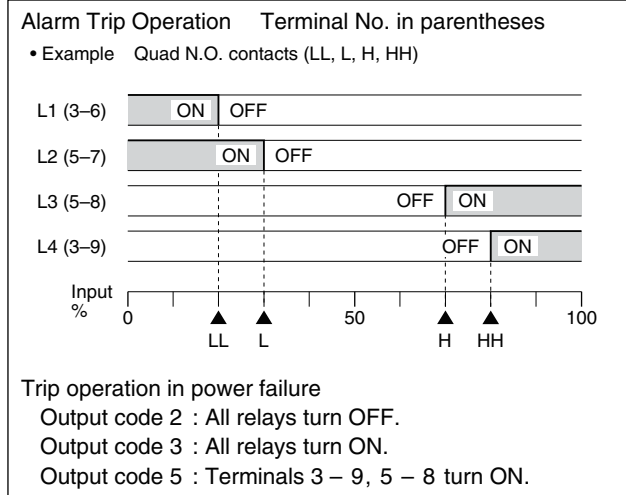 Alarm Trip Operation Terminal No. in parentheses
• Example Quad N.O. contacts (LL, L, H, HH)
L1 (3–6) ON OFF
L2 (5–7) ON OFF
L3 (5–8) OFF ON
L4 (3–9) OFF ON
Input
%
0 50 100
LL L H HH
Trip operation in power failure
Output code 2 : All relays turn OFF.
Output code 3 : All relays turn ON.
Output code 5 : Terminals 3 – 9, 5 – 8 turn ON.